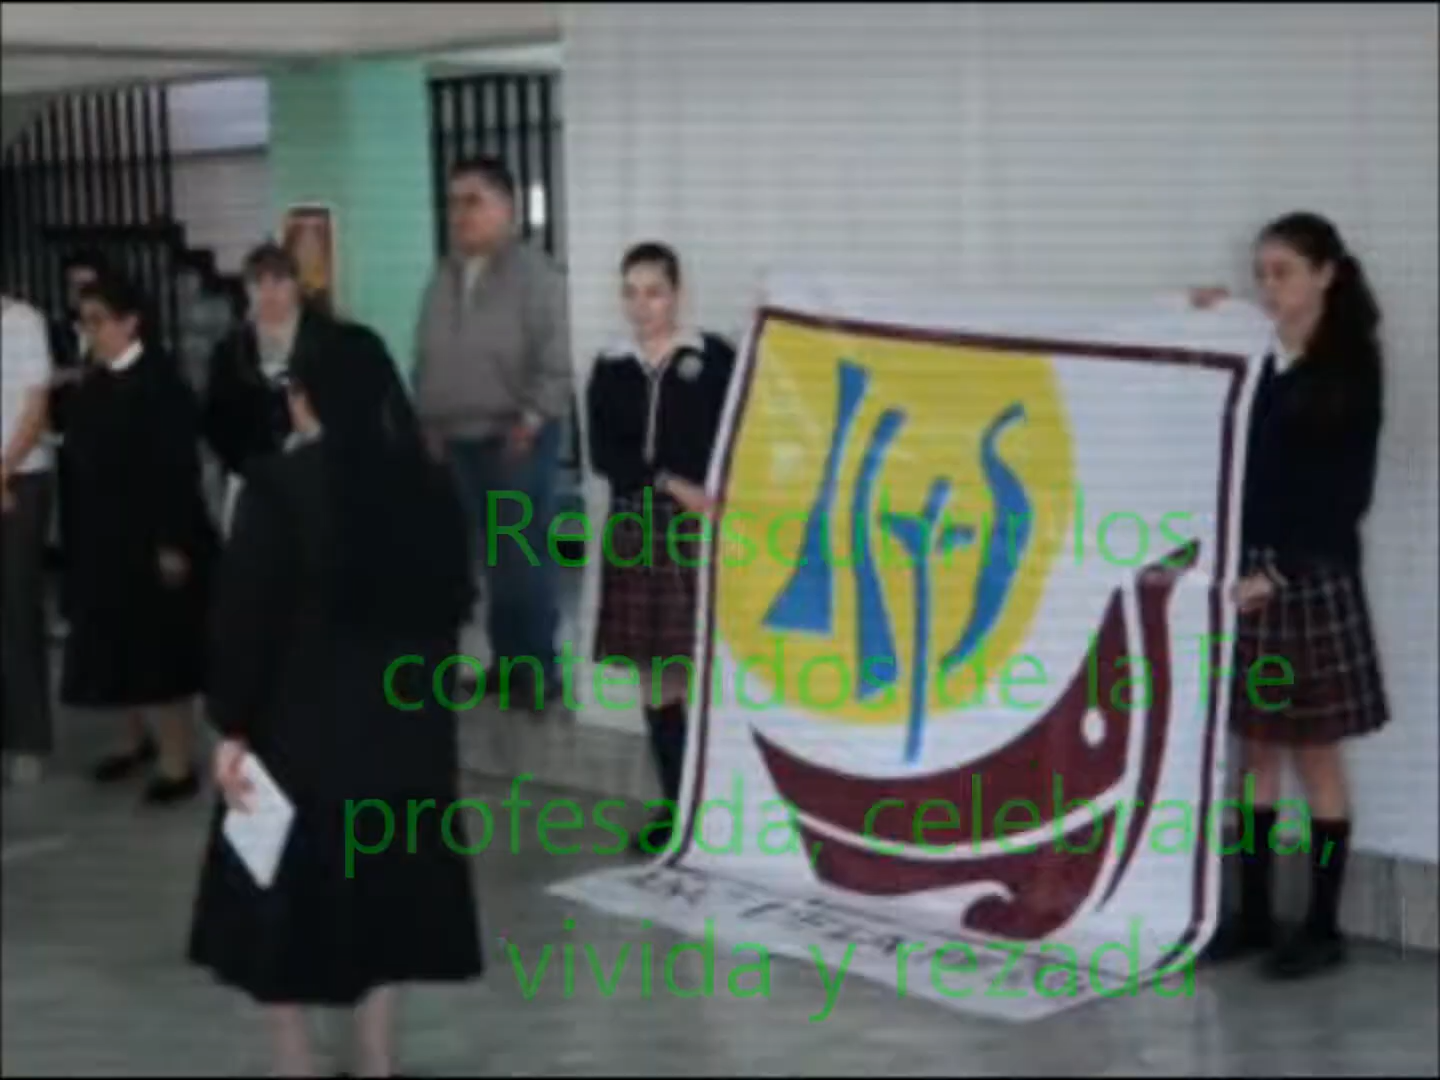 Redescubrir los
contenidos de la Fe
profesada, celebrada,
vivida y rezada